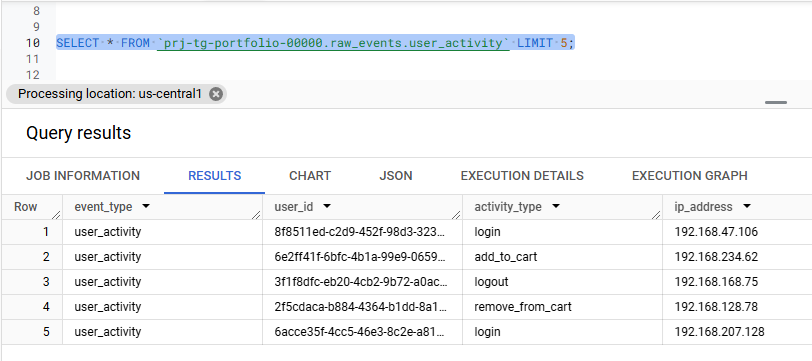 8
9
10 SELECT * FROM `prj-tg-portfolio-00000.raw_events.user_activity` LIMIT 5;
11
12
Processing location: us-central1
Query results
JOB INFORMATION RESULTS CHART JSON EXECUTION DETAILS EXECUTION GRAPH
Row event_type user_id activity_type ip_address
1 user_activity 8f8511ed-c2d9-452f-98d3-323... login 192.168.47.106
2 user_activity 6e2ff41f-6bfc-4b1a-99e9-0659... add_to_cart 192.168.234.62
3 user_activity 3f1f8dfc-eb20-4cb2-9b72-a0ac... logout 192.168.168.75
4 user_activity 2f5cdaca-b884-4364-b1dd-8a1... remove_from_cart 192.168.128.78
5 user_activity 6acce35f-4cc5-46e3-8c2e-a81... login 192.168.207.128